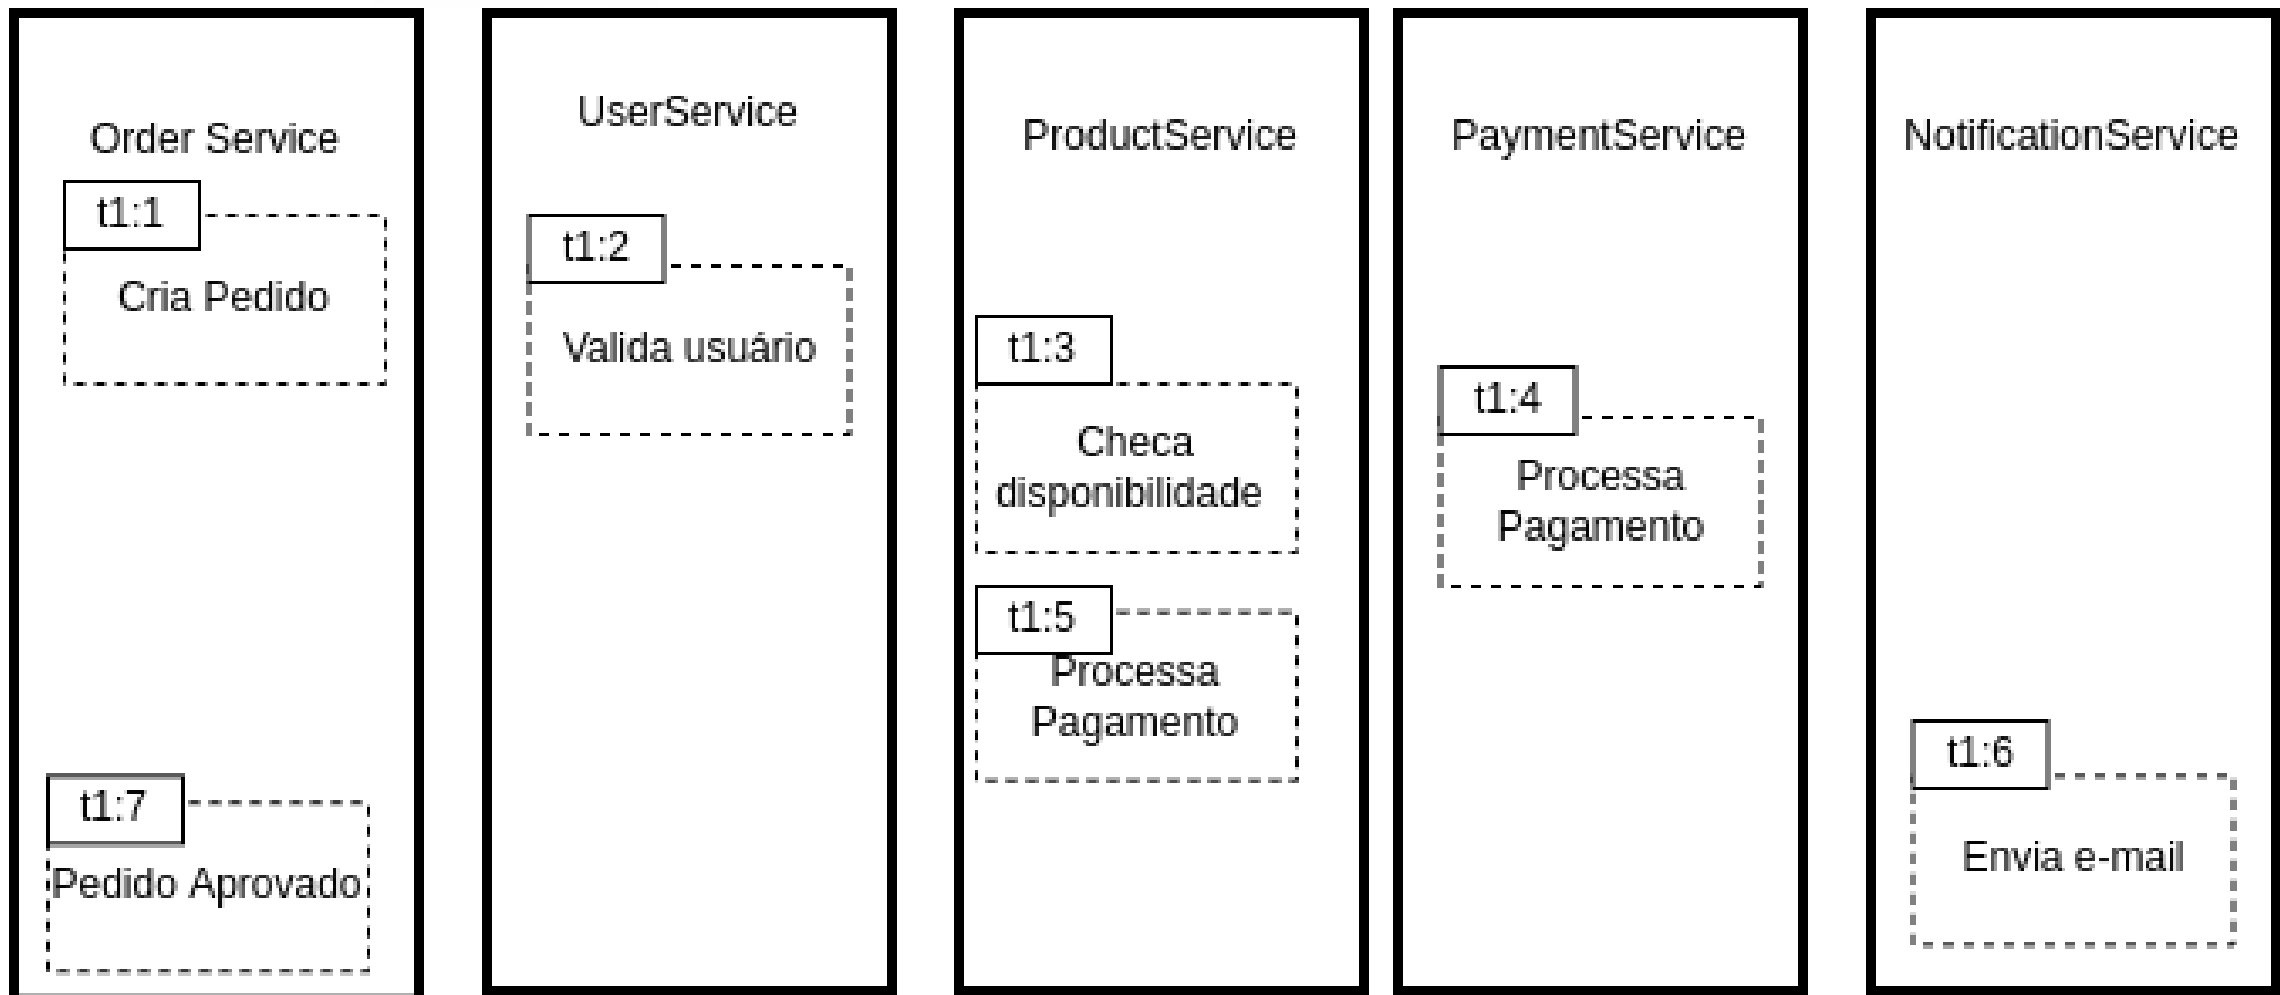 Order Service
t1:1
Cria Pedido
t1:7
Pedido Aprovado
UserService
t1:2
Valida usuário
ProductService
t1:3
Checa
disponibilidade
t1:5
Processa
Pagamento
PaymentService
t1:4
Processa
Pagamento
NotificationService
t1:6
Envia e-mail